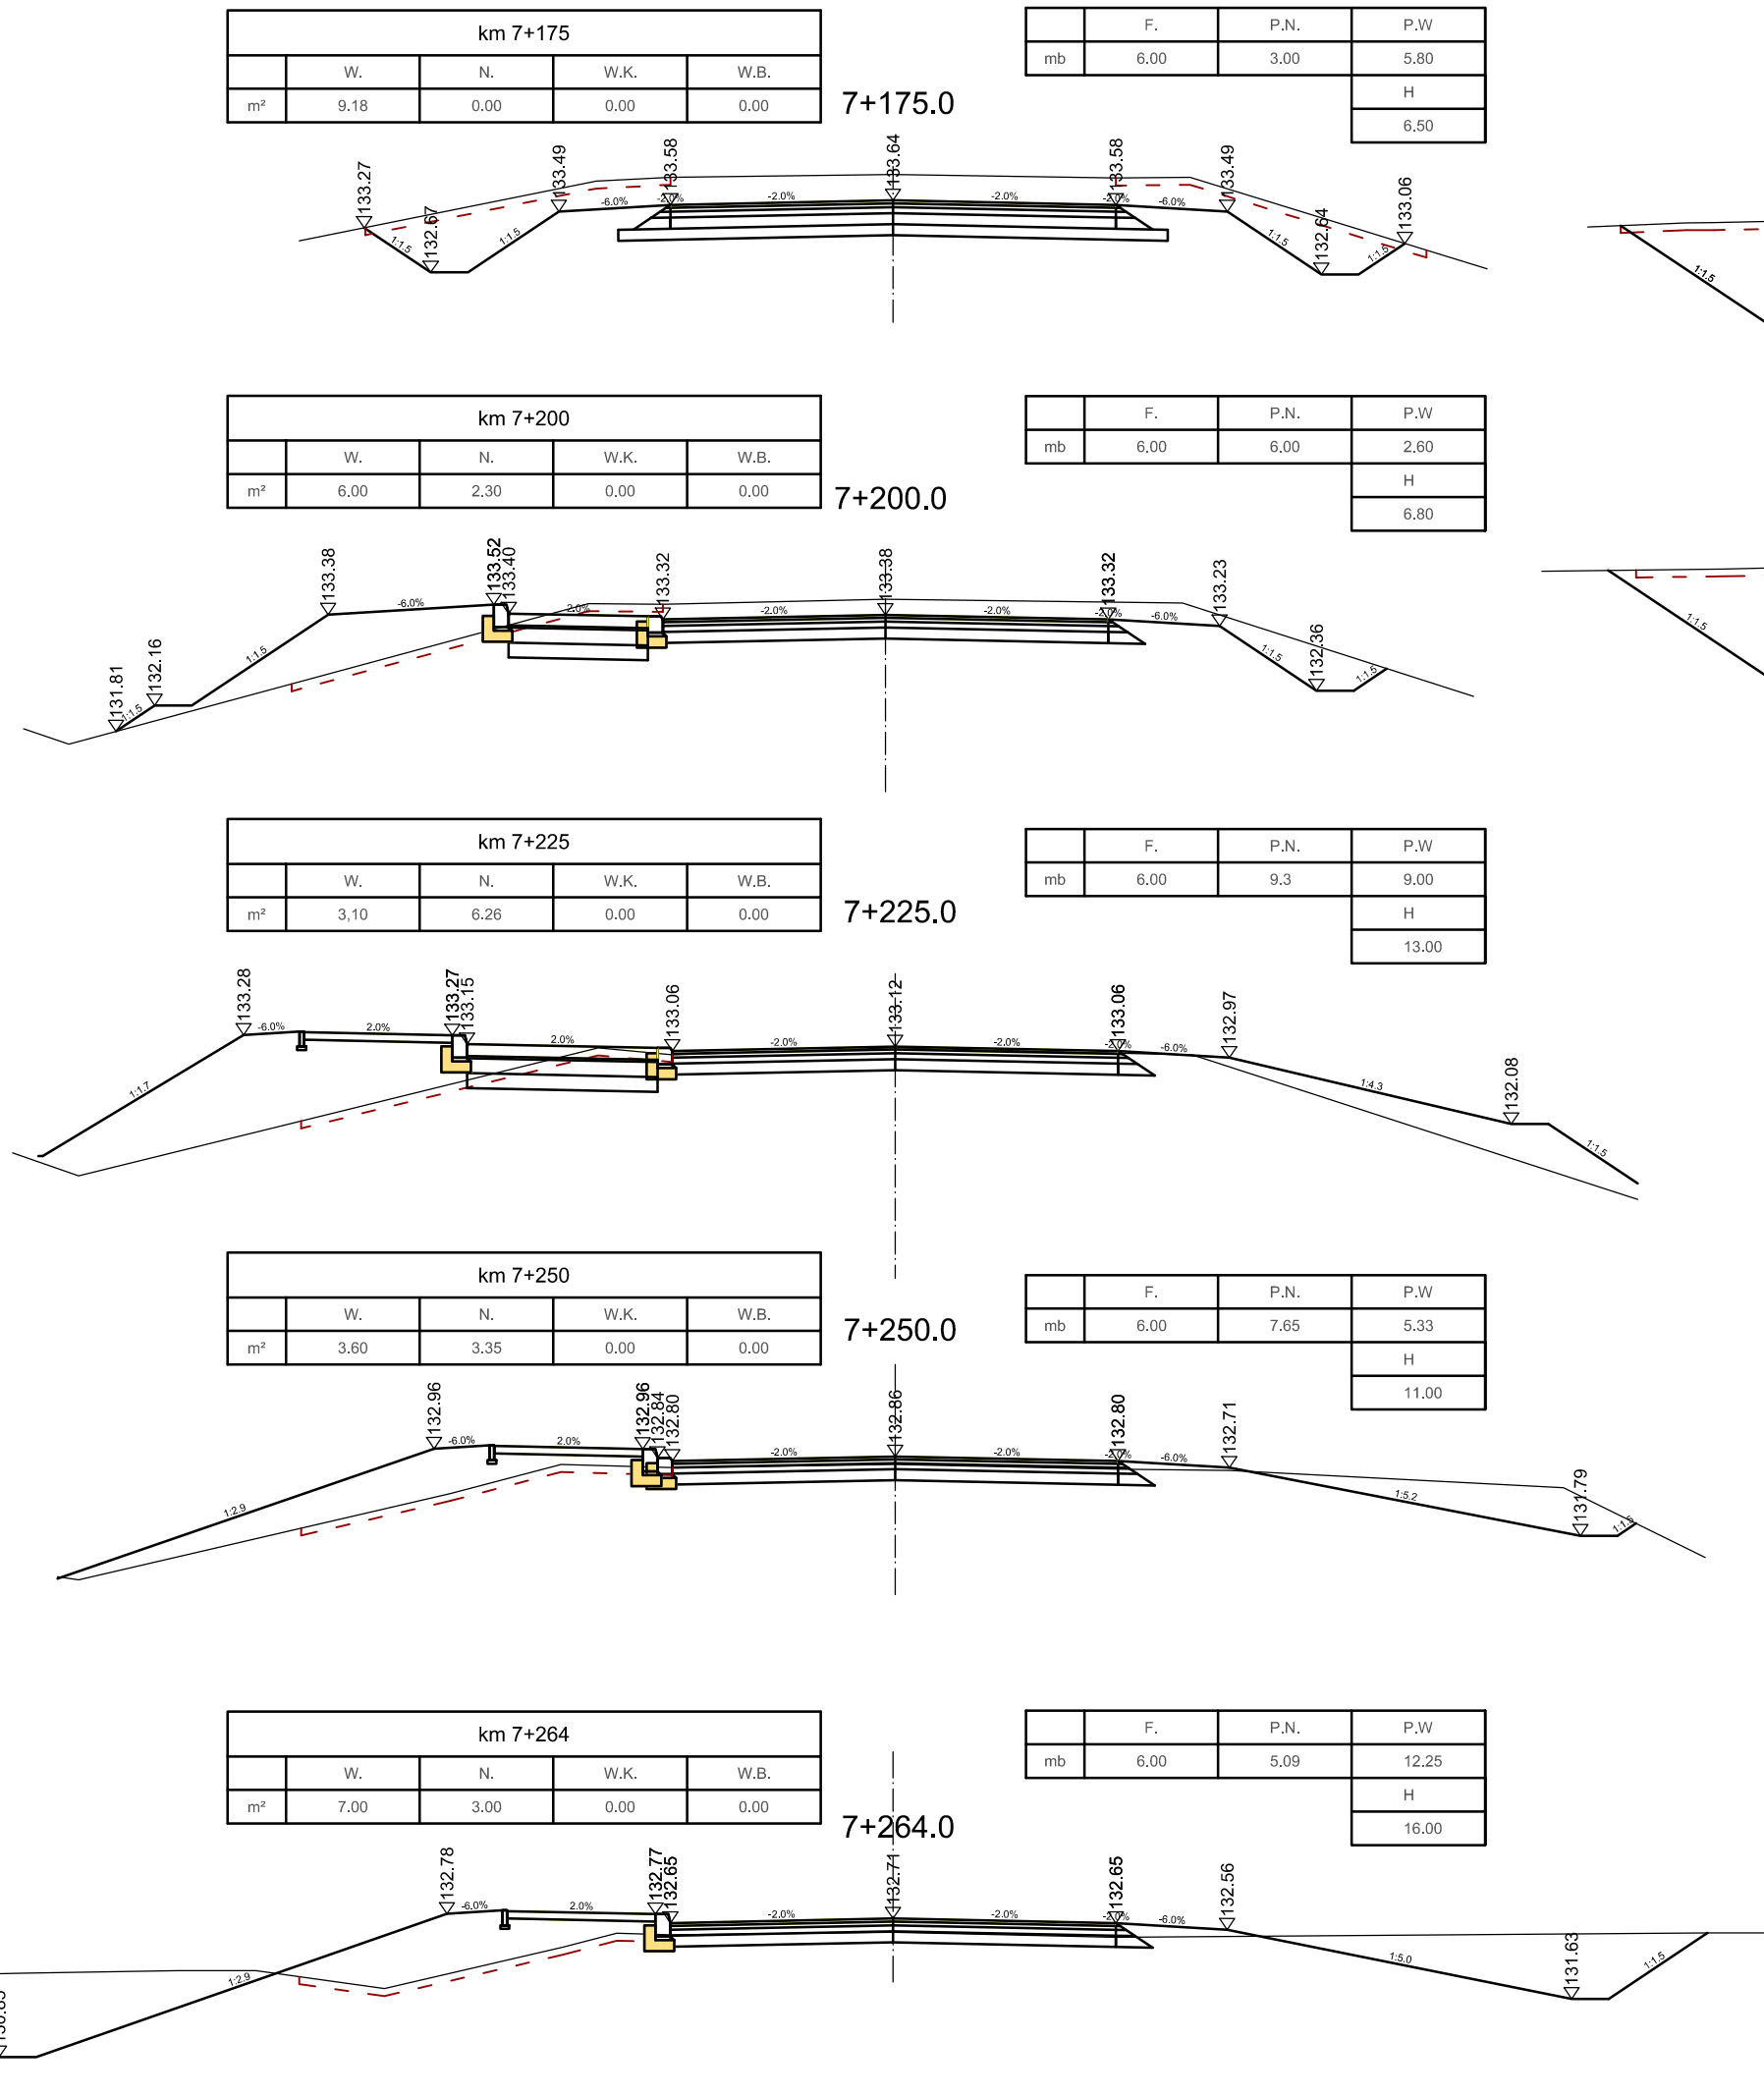 km 7+175
W. N. W.K. W.B.
m² 9.18 0.00 0.00 0.00
7+175.0
F. P.N. P.W
mb 6.00 3.00 5.80
H
6.50
133.27 132.67 133.49 133.58 133.64 133.58 133.49 132.64 133.06
1:1.5 1:1.5 -6.0% -2.0% -2.0% -2.0% -2.0% -6.0% 1:1.5 1:1.5 1:1.5
km 7+200
W. N. W.K. W.B.
m² 6.00 2.30 0.00 0.00
7+200.0
F. P.N. P.W
mb 6.00 6.00 2.60
H
6.80
131.81 132.16 133.38 133.52 133.40 133.32 133.38 133.32 133.23 132.36
1:1.5 1:1.5 -6.0% 2.0% -2.0% -2.0% -2.0% -6.0% 1:1.5 1:1.5 1:1.5
km 7+225
W. N. W.K. W.B.
m² 3,10 6.26 0.00 0.00
7+225.0
F. P.N. P.W
mb 6.00 9.3 9.00
H
13.00
133.28 133.27 133.15 133.06 133.12 133.06 132.97 132.08
1:1.7 -6.0% 2.0% 2.0% -2.0% -2.0% -2.0% -6.0% 1:4.3 1:1.5
km 7+250
W. N. W.K. W.B.
m² 3.60 3.35 0.00 0.00
7+250.0
F. P.N. P.W
mb 6.00 7.65 5.33
H
11.00
132.96 132.96 132.84 132.80 132.86 132.80 132.71 131.79
1:2.9 -6.0% 2.0% -2.0% -2.0% -2.0% -6.0% 1:5.2 1:1.5
km 7+264
W. N. W.K. W.B.
m² 7.00 3.00 0.00 0.00
7+264.0
F. P.N. P.W
mb 6.00 5.09 12.25
H
16.00
132.78 132.77 132.65 132.71 132.65 132.56 131.63
1:2.9 -6.0% 2.0% -2.0% -2.0% -6.0% 1:5.0 1:1.5